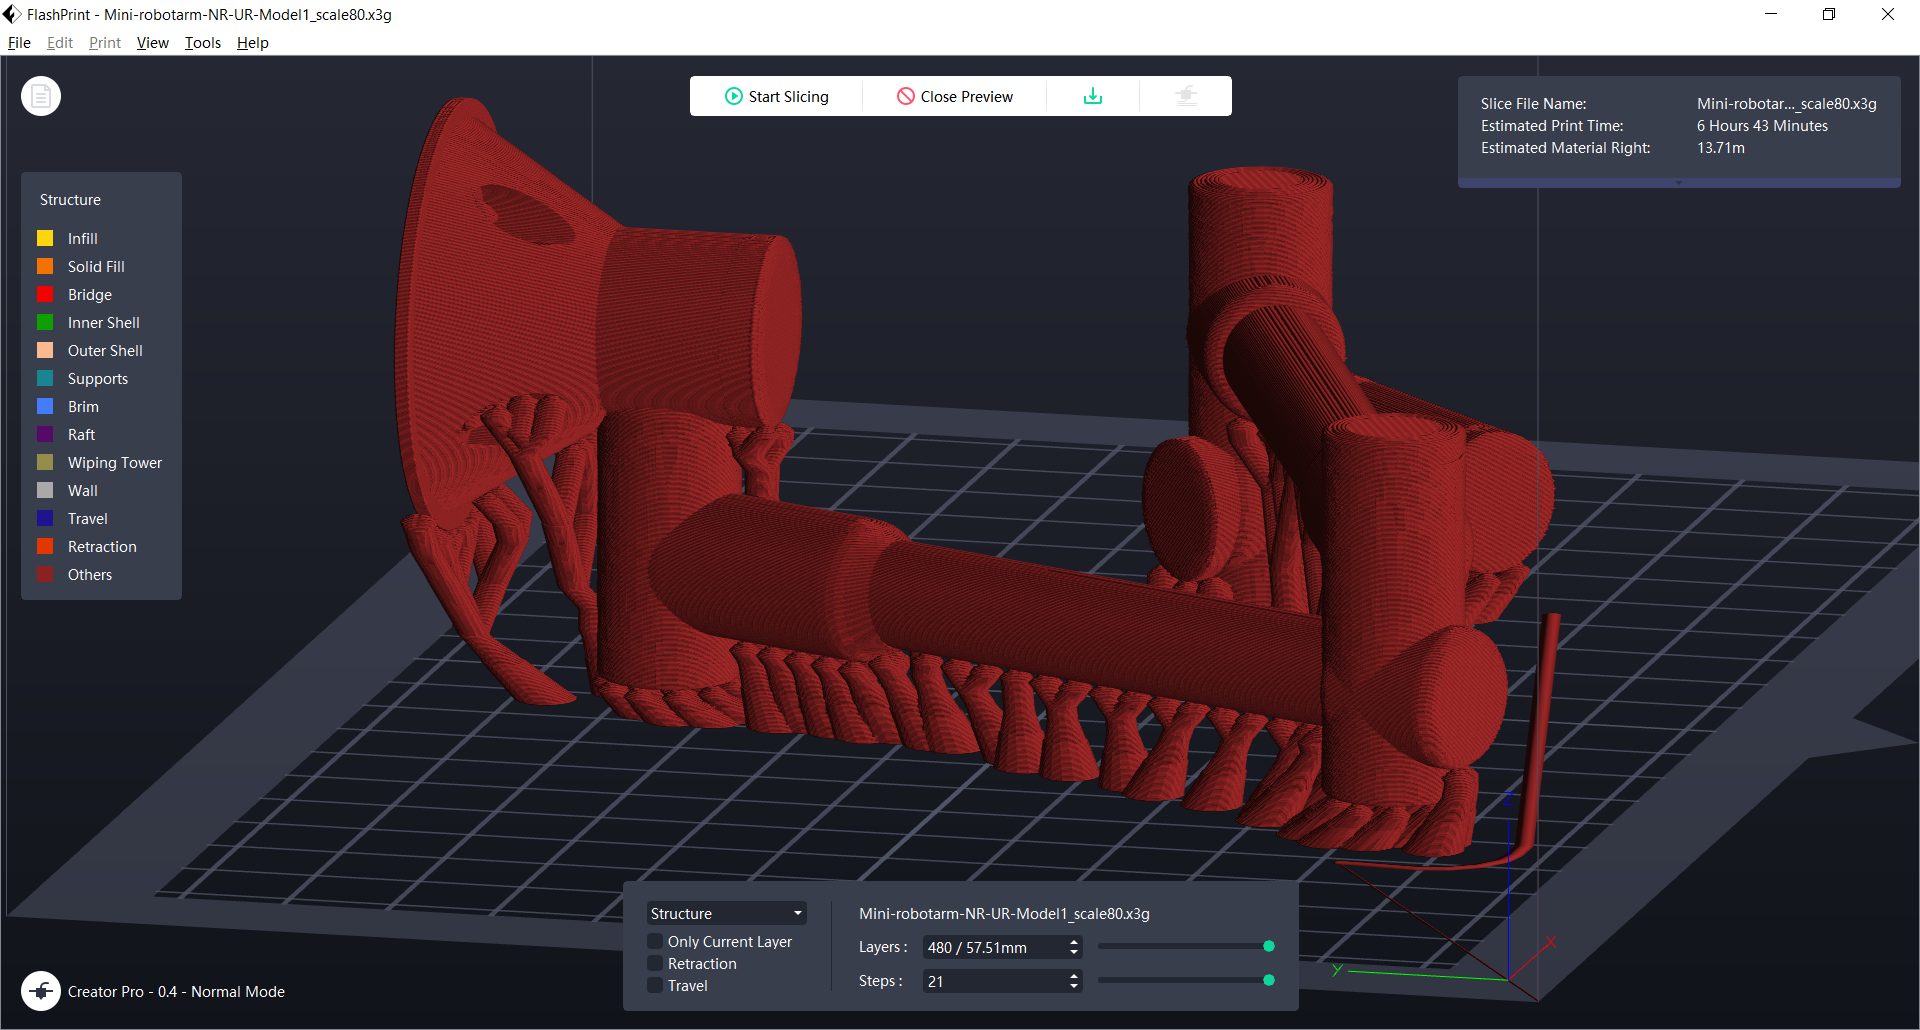 FlashPrint - Mini-robotarm-NR-UR-Model1_scale80.x3g
File Edit Print View Tools Help
Start Slicing
Close Preview
Slice File Name: Mini-robotar..._scale80.x3g
Estimated Print Time: 6 Hours 43 Minutes
Estimated Material Right: 13.71m
Structure
Infill
Solid Fill
Bridge
Inner Shell
Outer Shell
Supports
Brim
Raft
Wiping Tower
Wall
Travel
Retraction
Others
Z
X
Y
Structure
Only Current Layer
Retraction
Travel
Mini-robotarm-NR-UR-Model1_scale80.x3g
Layers : 480 / 57.51mm
Steps : 21
Creator Pro - 0.4 - Normal Mode